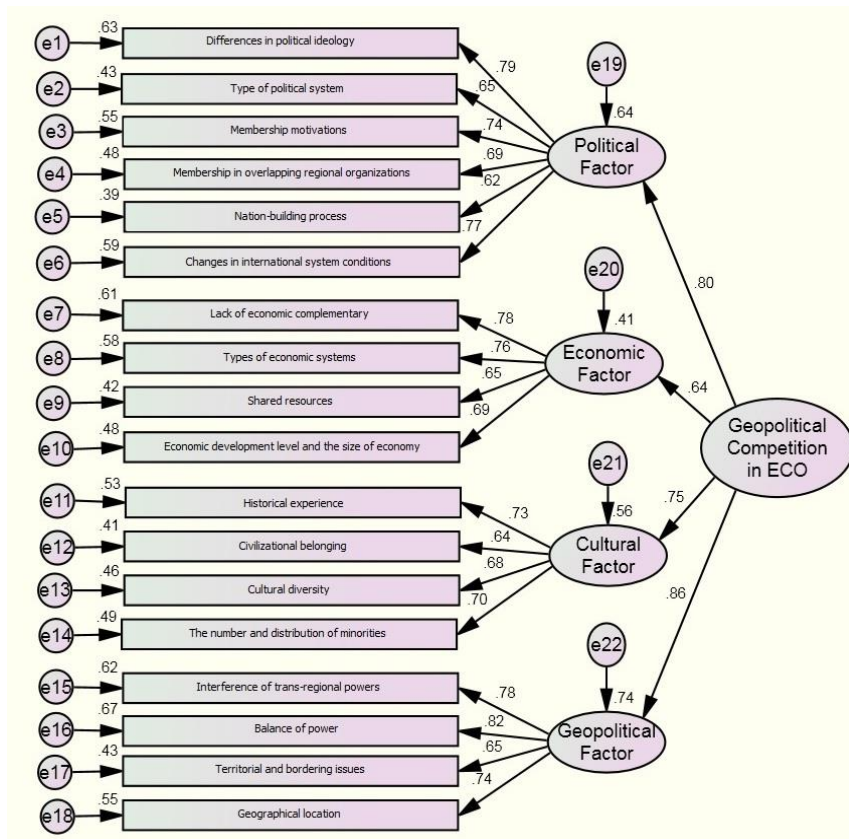 e1
.63
Differences in political ideology
e2
.43
Type of political system
e3
.55
Membership motivations
e4
.48
Membership in overlapping regional organizations
e5
.39
Nation-building process
e6
.59
Changes in international system conditions
.79
.65
.74
.69
.62
.77
e19
.64
Political
Factor
e7
.61
Lack of economic complementary
e8
.58
Types of economic systems
e9
.42
Shared resources
e10
.48
Economic development level and the size of economy
.78
.76
.65
.69
e20
.41
Economic
Factor
e11
.53
Historical experience
e12
.41
Civilizational belonging
e13
.46
Cultural diversity
e14
.49
The number and distribution of minorities
.73
.64
.68
.70
e21
.56
Cultural
Factor
e15
.62
Interference of trans-regional powers
e16
.67
Balance of power
e17
.43
Territorial and bordering issues
e18
.55
Geographical location
.78
.82
.65
.74
e22
.74
Geopolitical
Factor
.80
.64
.75
.86
Geopolitical
Competition
in ECO